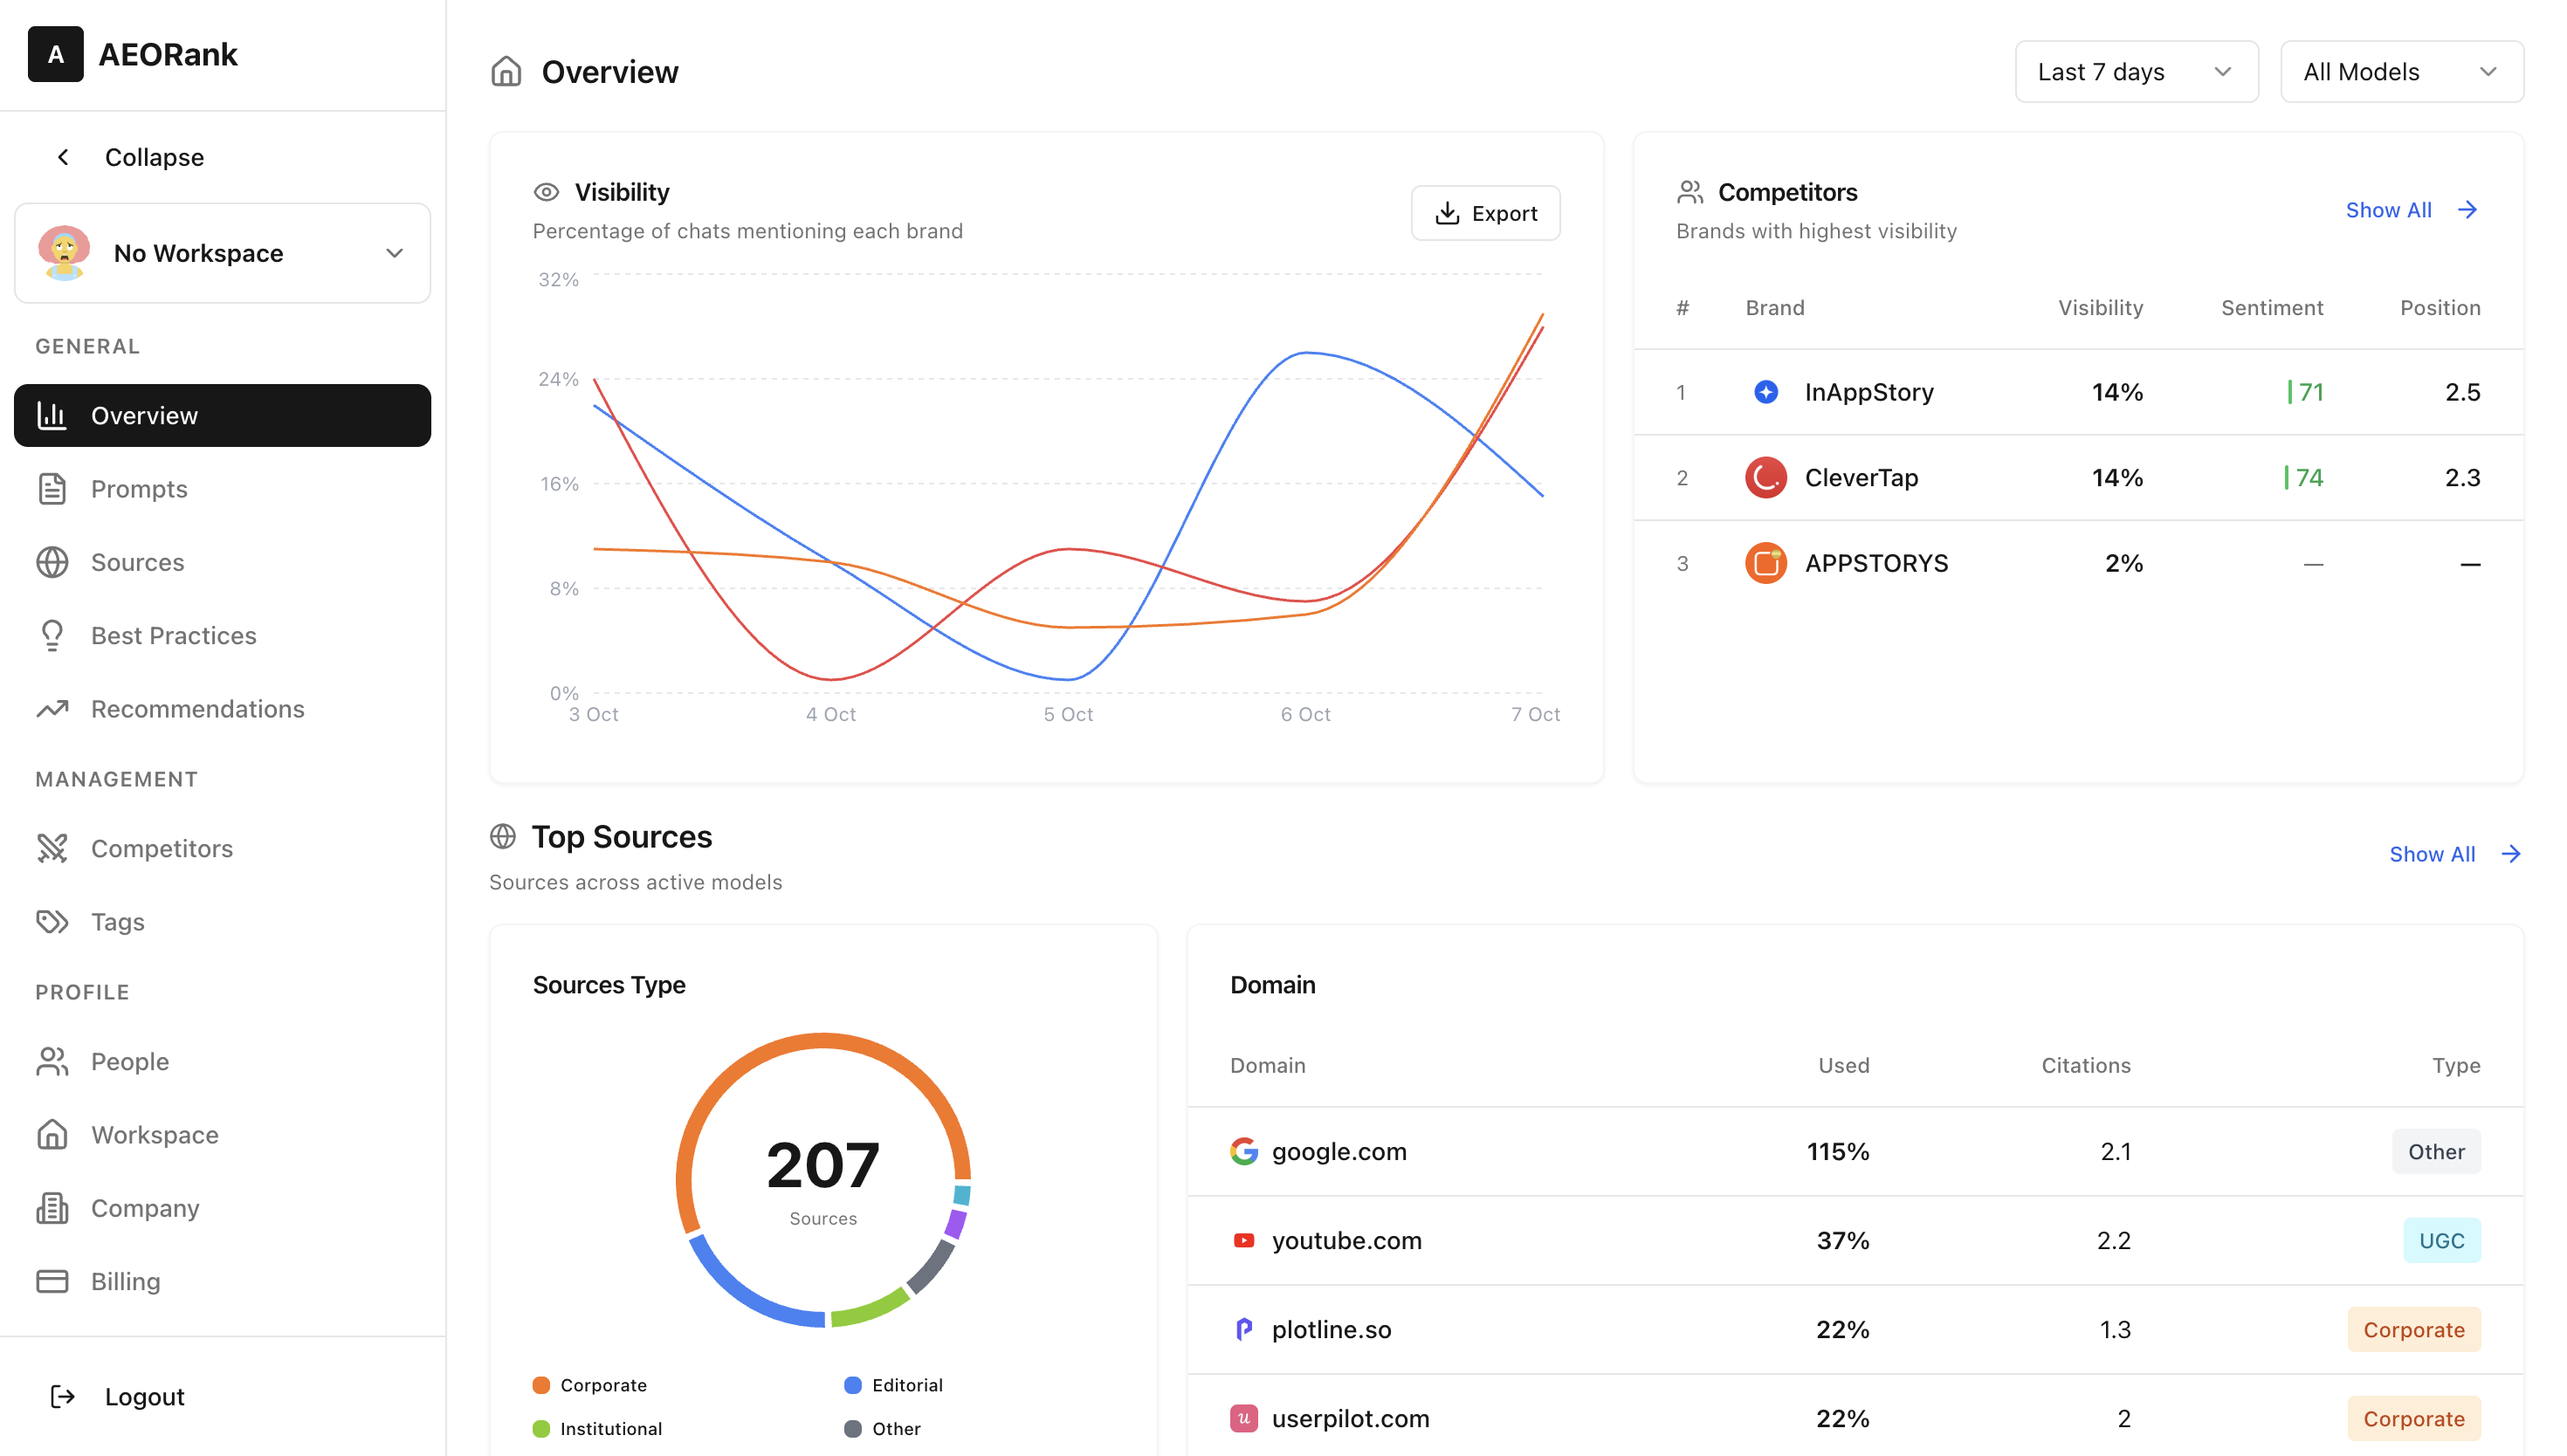 A AEORank
Collapse
No Workspace
GENERAL
Overview
Prompts
Sources
Best Practices
Recommendations
MANAGEMENT
Competitors
Tags
PROFILE
People
Workspace
Company
Billing
Logout
Overview
Last 7 days
All Models
Visibility
Percentage of chats mentioning each brand
Export
32%
24%
16%
8%
0%
3 Oct 4 Oct 5 Oct 6 Oct 7 Oct
Competitors
Brands with highest visibility
Show All
# Brand Visibility Sentiment Position
1 InAppStory 14% 71 2.5
2 CleverTap 14% 74 2.3
3 APPSTORYS 2% — —
Top Sources
Sources across active models
Show All
Sources Type
207
Sources
Corporate Editorial
Institutional Other
Domain
Domain Used Citations Type
google.com 115% 2.1 Other
youtube.com 37% 2.2 UGC
plotline.so 22% 1.3 Corporate
userpilot.com 22% 2 Corporate